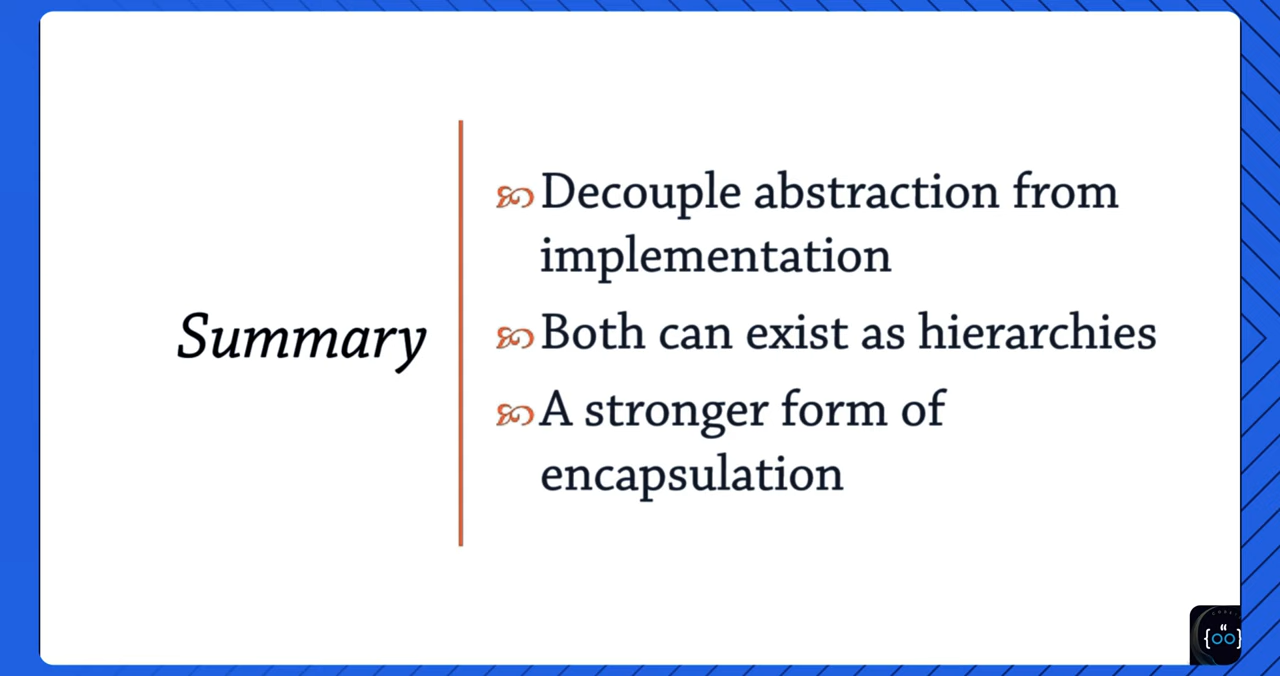 Summary
Decouple abstraction from
implementation
Both can exist as hierarchies
A stronger form of
encapsulation